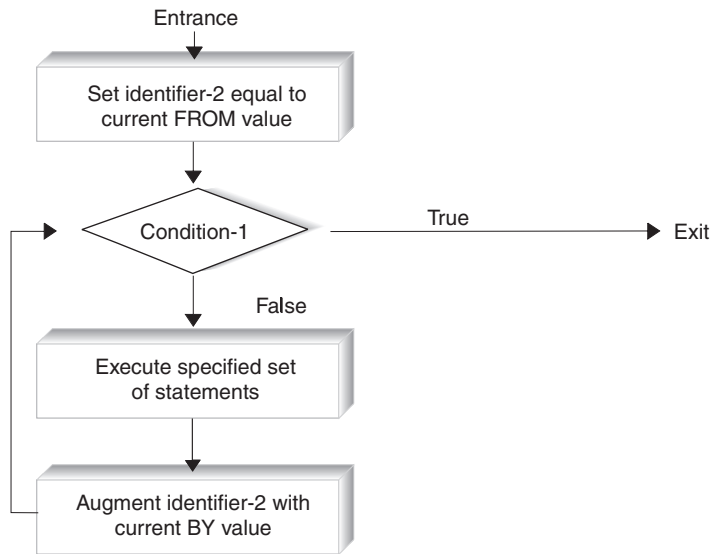 Entrance
Set identifier-2 equal to
current FROM value
Condition-1
True
Exit
False
Execute specified set
of statements
Augment identifier-2 with
current BY value